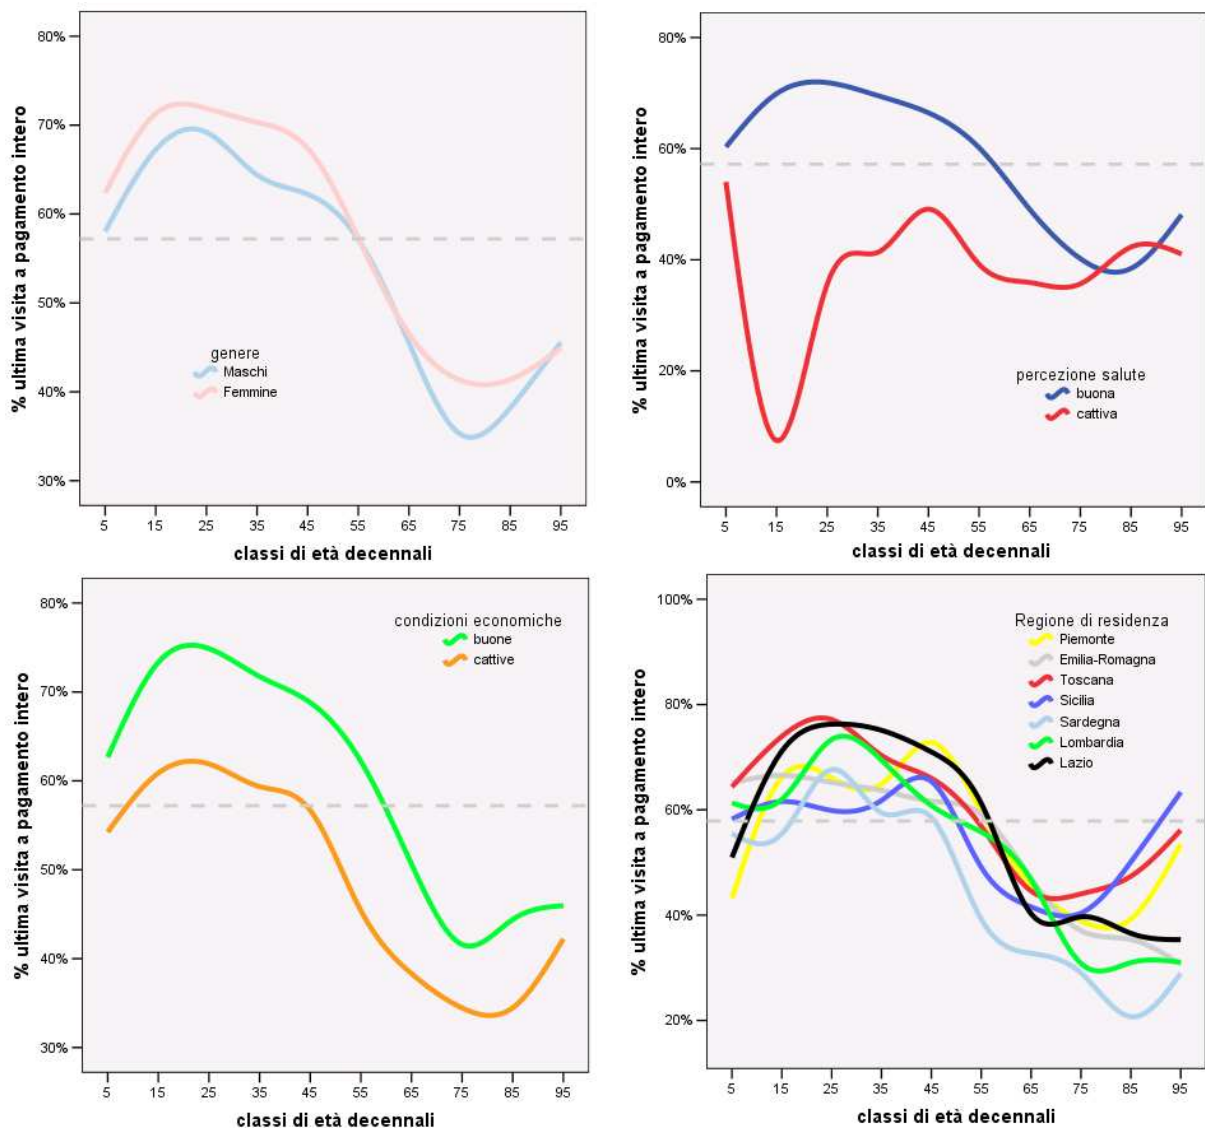 % ultima visita a pagamento intero
80%
70%
60%
50%
40%
30%
genere
Maschi
Femmine
5 15 25 35 45 55 65 75 85 95
classi di età decennali
% ultima visita a pagamento intero
80%
60%
40%
20%
0%
percezione salute
buona
cattiva
5 15 25 35 45 55 65 75 85 95
classi di età decennali
% ultima visita a pagamento intero
80%
70%
60%
50%
40%
30%
condizioni economiche
buone
cattive
5 15 25 35 45 55 65 75 85 95
classi di età decennali
% ultima visita a pagamento intero
100%
80%
60%
40%
20%
Regione di residenza
Piemonte
Emilia-Romagna
Toscana
Sicilia
Sardegna
Lombardia
Lazio
5 15 25 35 45 55 65 75 85 95
classi di età decennali